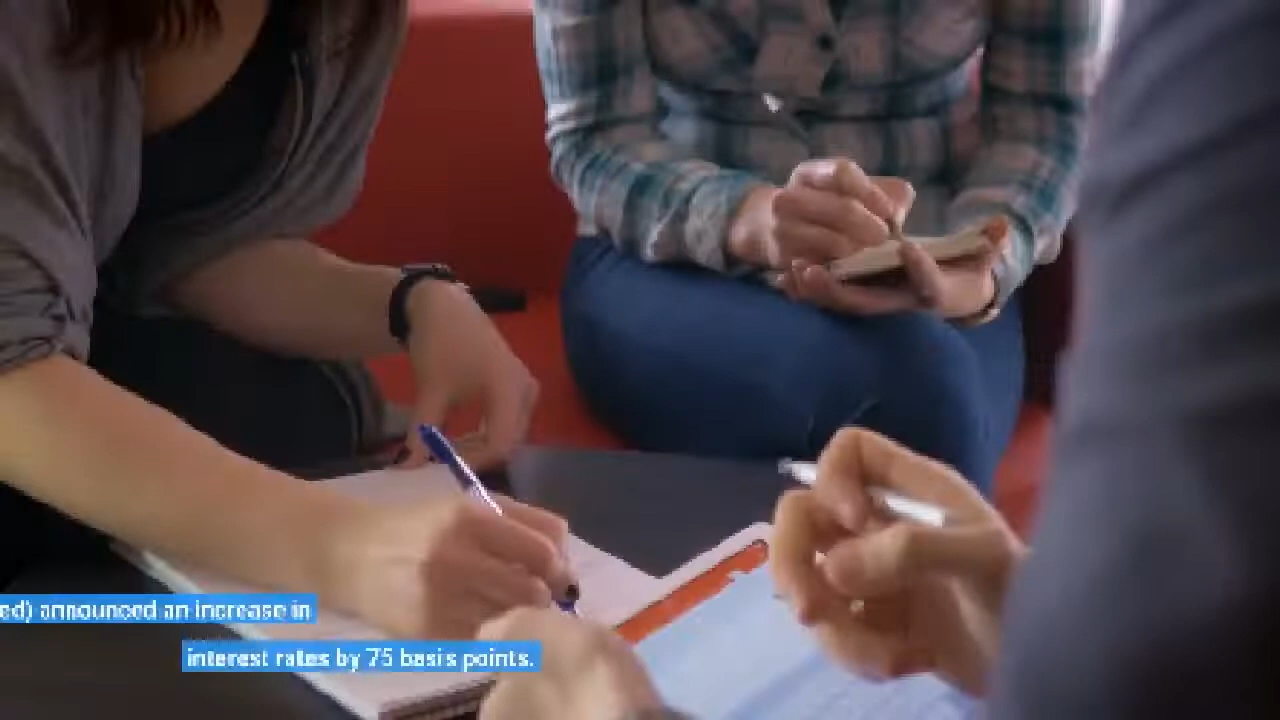 ed) announced an increase in
interest rates by 75 basis points.